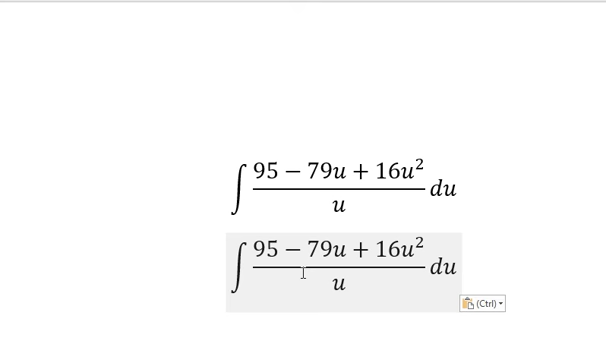 ∫ (95 − 79u + 16u²)/u du
∫ (95 − 79u + 16u²)/u du
(Ctrl)